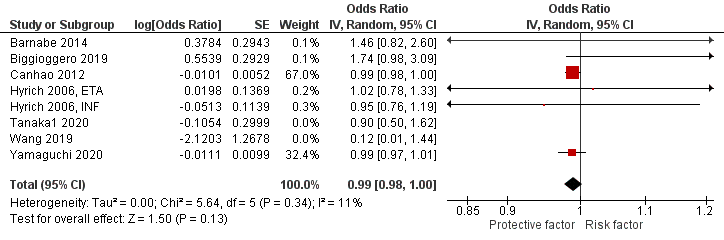 Odds Ratio Odds Ratio
Study or Subgroup log[Odds Ratio] SE Weight IV, Random, 95% CI IV, Random, 95% CI
Barnabe 2014 0.3784 0.2943 0.1% 1.46 [0.82, 2.60]
Biggioggero 2019 0.5539 0.2929 0.1% 1.74 [0.98, 3.09]
Canhao 2012 -0.0101 0.0052 67.0% 0.99 [0.98, 1.00]
Hyrich 2006, ETA 0.0198 0.1369 0.2% 1.02 [0.78, 1.33]
Hyrich 2006, INF -0.0513 0.1139 0.3% 0.95 [0.76, 1.19]
Tanaka1 2020 -0.1054 0.2999 0.0% 0.90 [0.50, 1.62]
Wang 2019 -2.1203 1.2678 0.0% 0.12 [0.01, 1.44]
Yamaguchi 2020 -0.0111 0.0099 32.4% 0.99 [0.97, 1.01]
Total (95% CI) 100.0% 0.99 [0.98, 1.00]
Heterogeneity: Tau² = 0.00; Chi² = 5.64, df = 5 (P = 0.34); I² = 11%
Test for overall effect: Z = 1.50 (P = 0.13)
0.85 0.9 1 1.1 1.2
Protective factor Risk factor